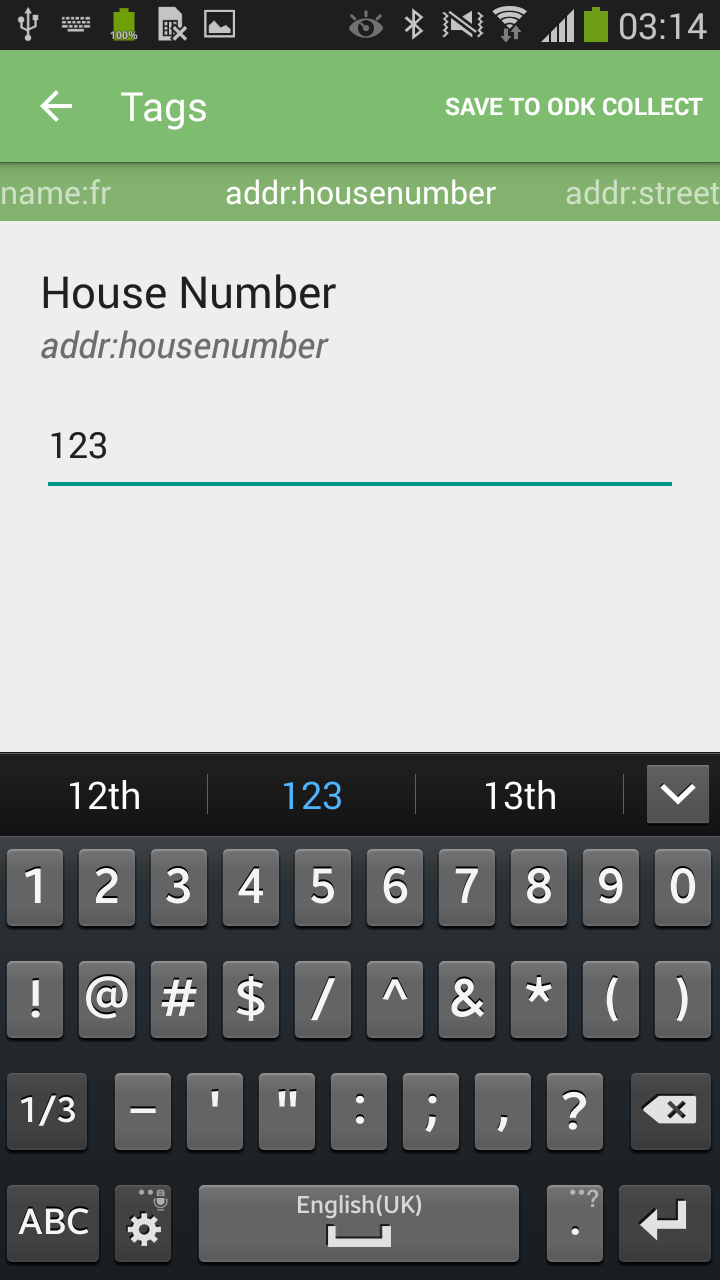 100% 03:14
Tags SAVE TO ODK COLLECT
name:fr addr:housenumber addr:street
House Number
addr:housenumber
123
12th 123 13th
1 2 3 4 5 6 7 8 9 0
! @ # $ / ^ & * ( )
1/3 – ' " : ; , ?
ABC English(UK) . ?